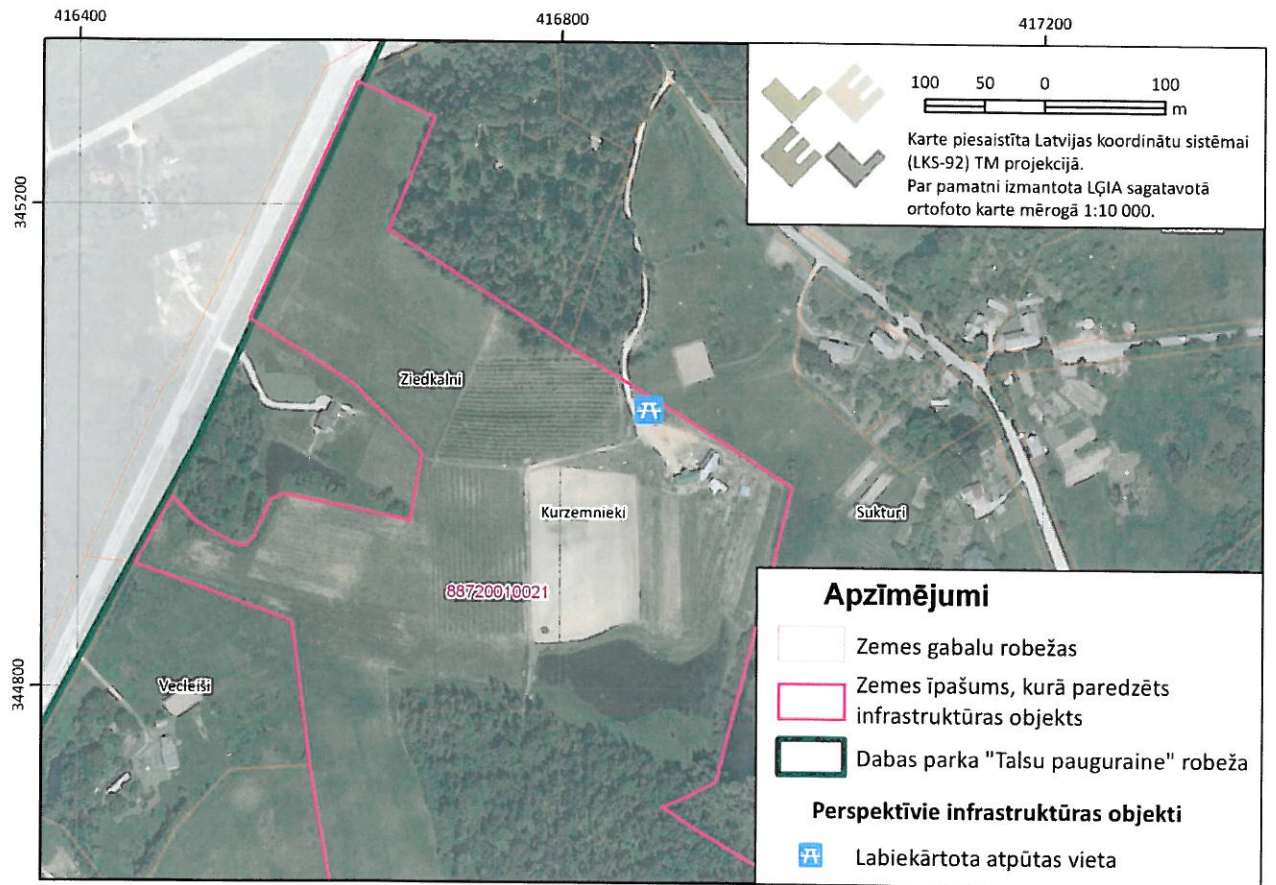 416400
416800
417200
100 50 0 100
m
Karte piesaistīta Latvijas koordinātu sistēmai
(LKS-92) TM projekcijā.
Par pamatni izmantota LĢIA sagatavotā
ortofoto karte mērogā 1:10 000.
345200
Ziedkalni
Kurzemnieki
Sukturi
88720010021
344800
Vecleiši
Apzīmējumi
Zemes gabalu robežas
Zemes īpašums, kurā paredzēts
infrastruktūras objekts
Dabas parka "Talsu pauguraine" robeža
Perspektīvie infrastruktūras objekti
Labiekārtota atpūtas vieta